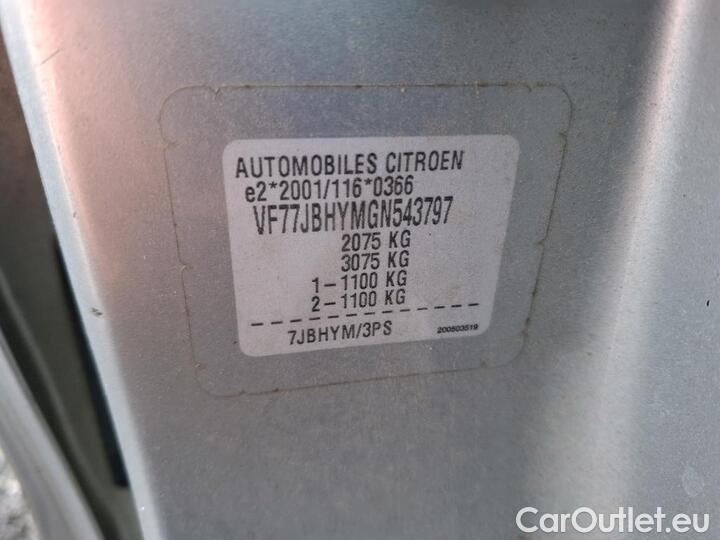 AUTOMOBILES CITROEN
e2*2001/116*0366
VF77JBHYMGN543797
2075 KG
3075 KG
1-1100 KG
2-1100 KG
7JBHYM/3PS 200503519
CarOutlet.eu